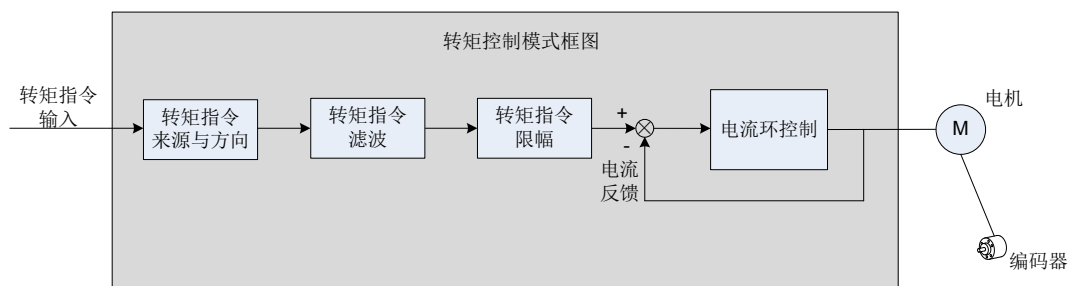 转矩控制模式框图
转矩指令
输入
转矩指令
来源与方向
转矩指令
滤波
转矩指令
限幅
+
-
电流
反馈
电流环控制
电机
M
编码器